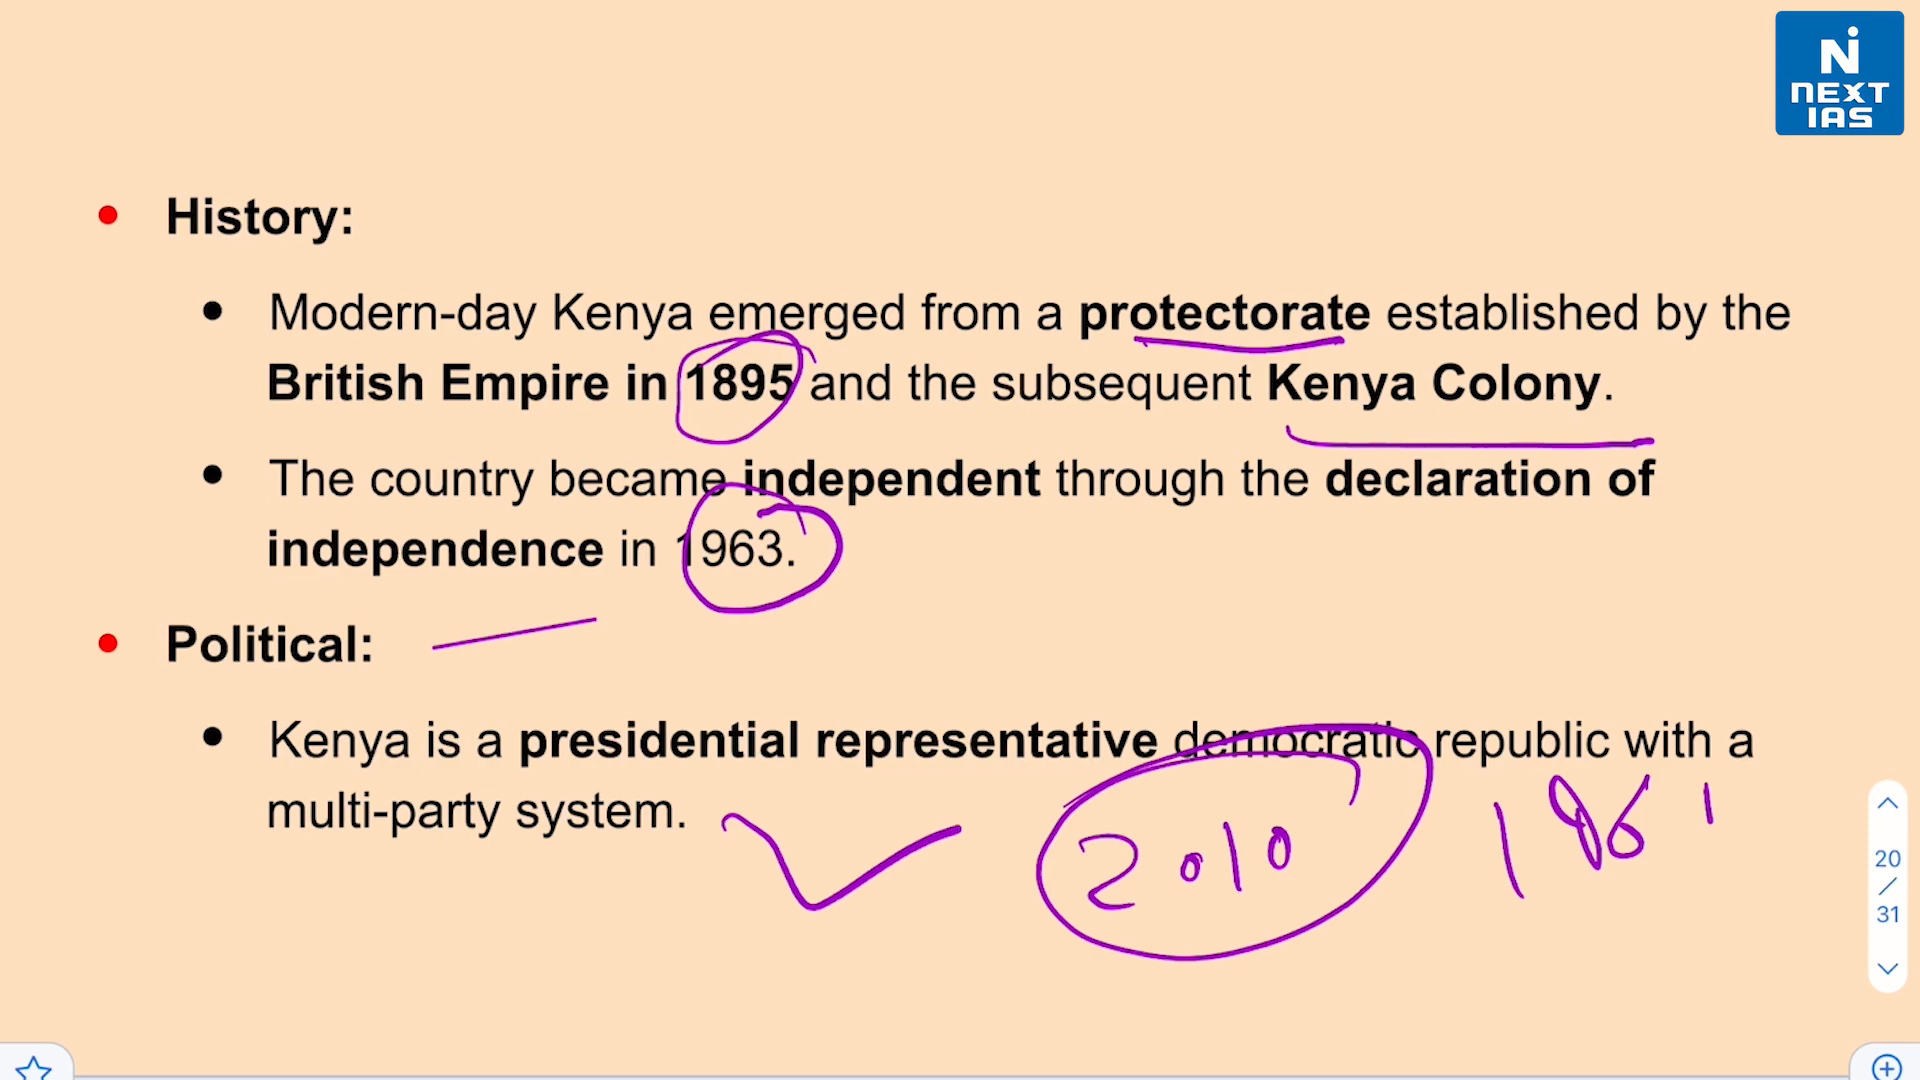 NEXT
IAS
History:
Modern-day Kenya emerged from a protectorate established by the
British Empire in 1895 and the subsequent Kenya Colony.
The country became independent through the declaration of
independence in 1963.
Political:
Kenya is a presidential representative democratic republic with a
multi-party system.
2010
20
/
31